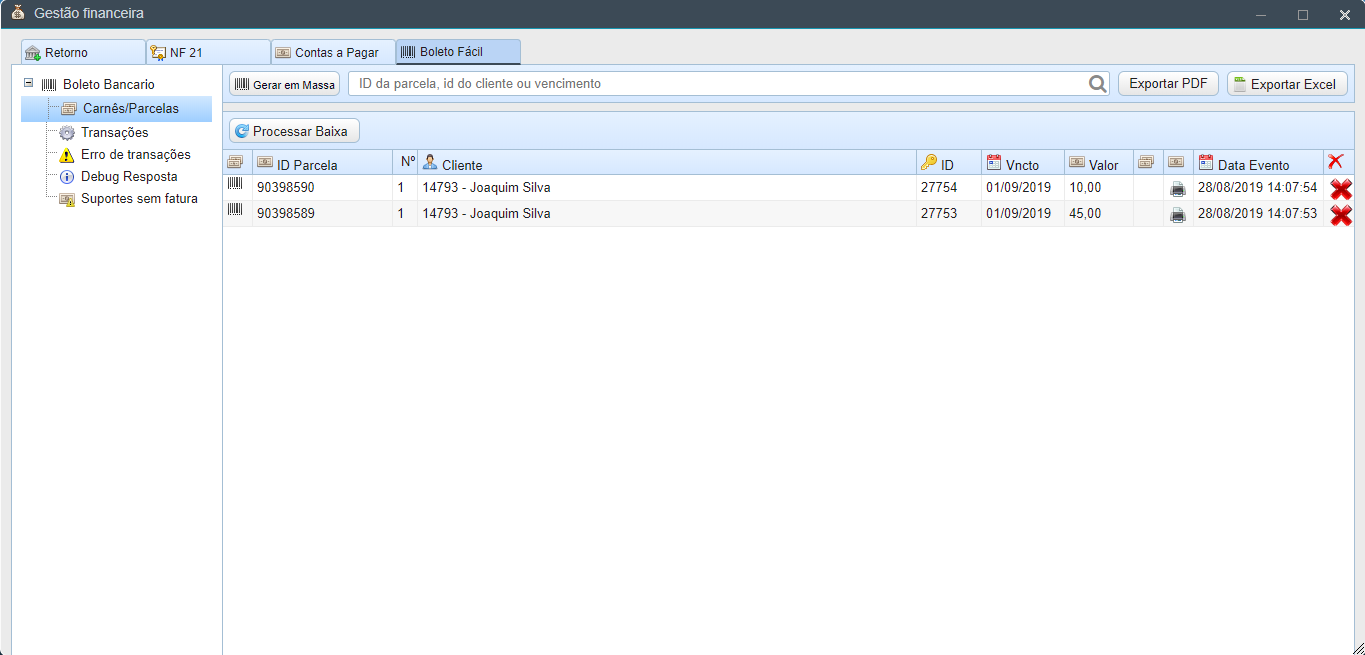 Gestão financeira
Retorno NF 21 Contas a Pagar Boleto Fácil
Boleto Bancario
Carnês/Parcelas
Transações
Erro de transações
Debug Resposta
Suportes sem fatura
Gerar em Massa ID da parcela, id do cliente ou vencimento Exportar PDF Exportar Excel
Processar Baixa
ID Parcela Nº Cliente ID Vncto Valor Data Evento
90398590 1 14793 - Joaquim Silva 27754 01/09/2019 10,00 28/08/2019 14:07:54
90398589 1 14793 - Joaquim Silva 27753 01/09/2019 45,00 28/08/2019 14:07:53